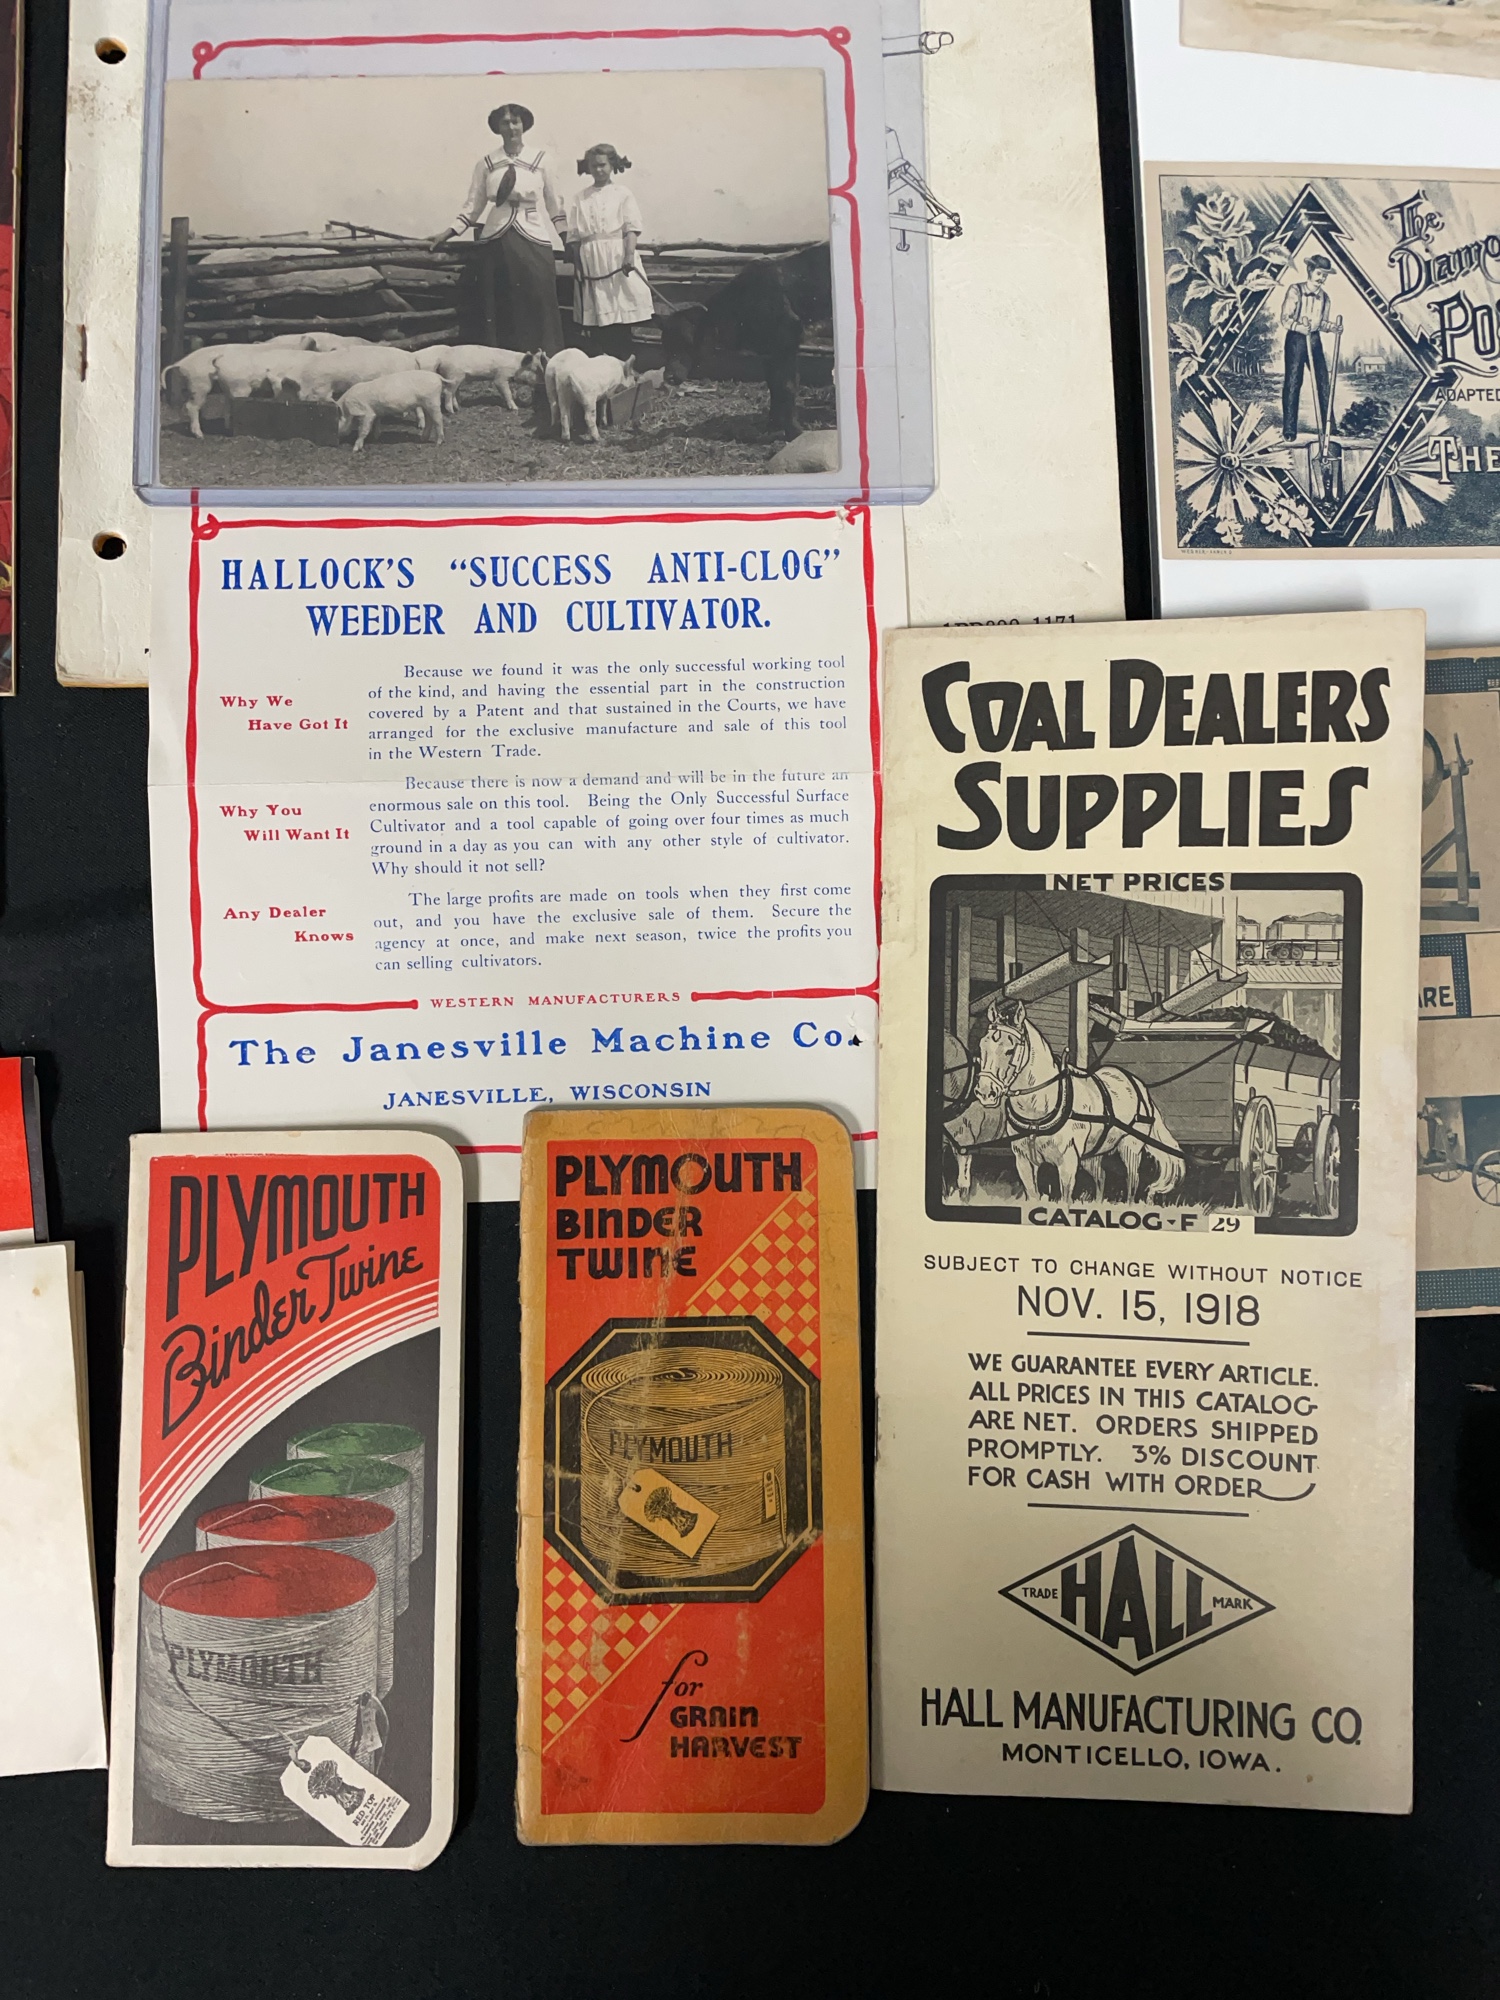 HALLOCK'S "SUCCESS ANTI-CLOG"
WEEDER AND CULTIVATOR.
Why We
Have Got It
Because we found it was the only successful working tool
of the kind, and having the essential part in the construction
covered by a Patent and that sustained in the Courts, we have
arranged for the exclusive manufacture and sale of this tool
in the Western Trade.
Why You
Will Want It
Because there is now a demand and will be in the future an
enormous sale on this tool. Being the Only Successful Surface
Cultivator and a tool capable of going over four times as much
ground in a day as you can with any other style of cultivator.
Why should it not sell?
Any Dealer
Knows
The large profits are made on tools when they first come
out, and you have the exclusive sale of them. Secure the
agency at once, and make next season, twice the profits you
can selling cultivators.
WESTERN MANUFACTURERS
The Janesville Machine Co.
JANESVILLE, WISCONSIN
The
POS
ADAPTED
THE
COAL DEALERS
SUPPLIES
NET PRICES
CATALOG-F 29
SUBJECT TO CHANGE WITHOUT NOTICE
NOV. 15, 1918
WE GUARANTEE EVERY ARTICLE.
ALL PRICES IN THIS CATALOG
ARE NET. ORDERS SHIPPED
PROMPTLY. 3% DISCOUNT
FOR CASH WITH ORDER
TRADE HALL MARK
HALL MANUFACTURING CO.
MONTICELLO, IOWA.
PLYMOUTH
Binder Twine
PLYMOUTH
RED TOP
PLYMOUTH
BINDER
TWINE
PLYMOUTH
for
GRAIN
HARVEST